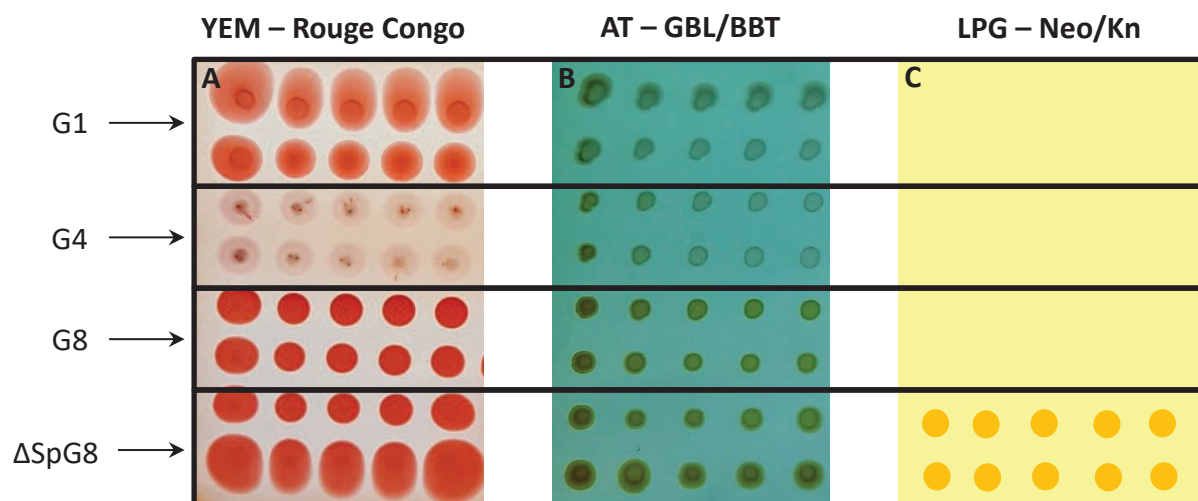 YEM – Rouge Congo
AT – GBL/BBT
LPG – Neo/Kn
A
B
C
G1
G4
G8
ΔSpG8